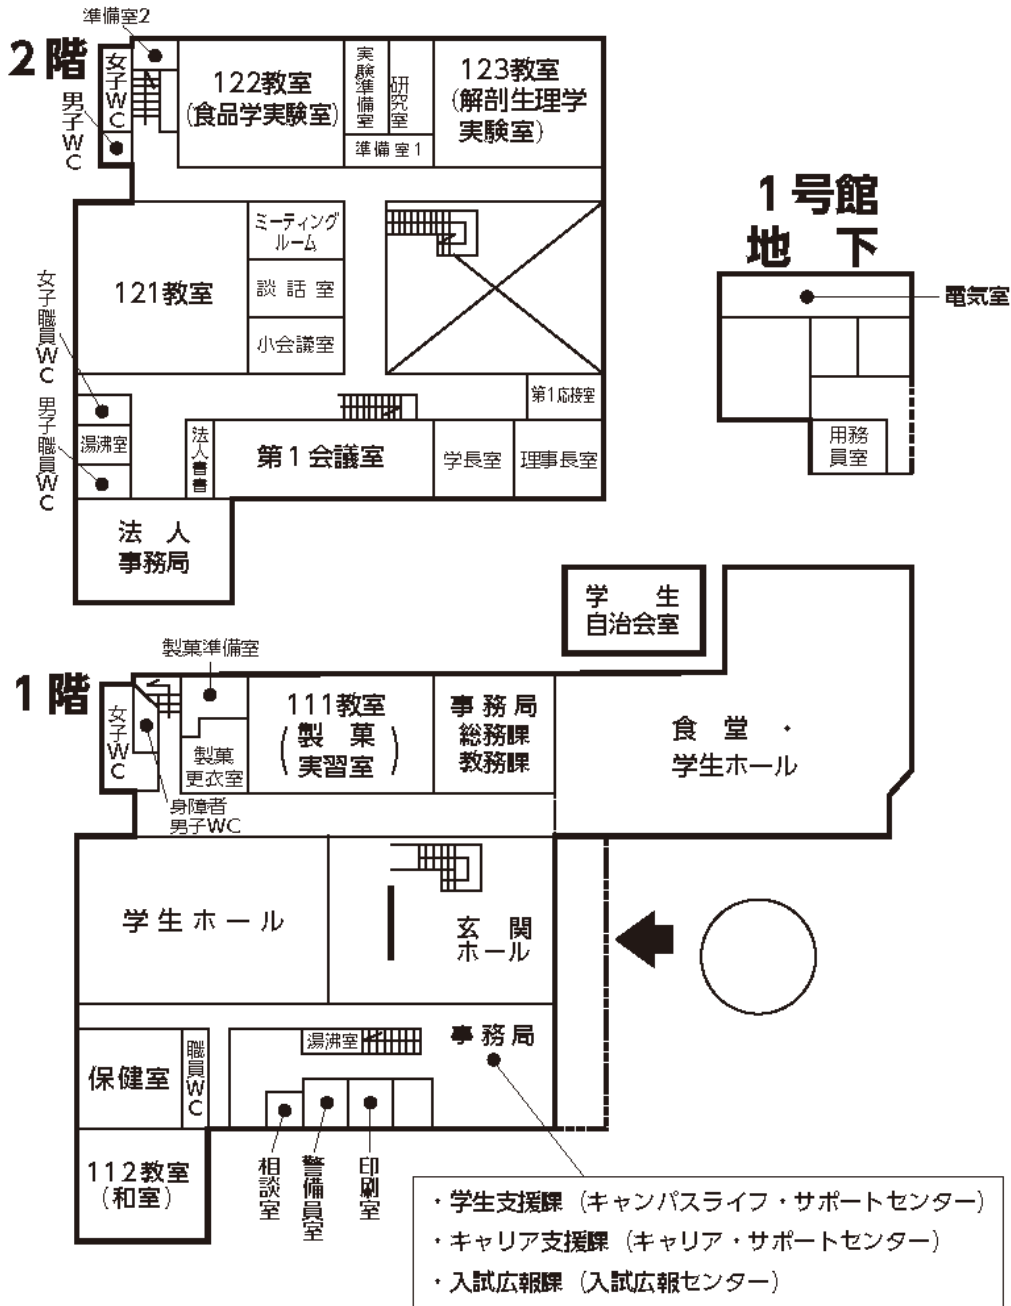 準備室2
2階
女子WC
男子WC
122教室
(食品学実験室)
実験準備室
研究室
準備室1
123教室
(解剖生理学
実験室)
121教室
ミーティング
ルーム
談話室
小会議室
女子職員WC
湯沸室
男子職員WC
法人書書
第1会議室
学長室
理事長室
第1応接室
法人
事務局
1号館
地下
電気室
用務
員室
学生
自治会室
1階
製菓準備室
女子WC
製菓
更衣室
身障者
男子WC
111教室
(製菓
実習室)
事務局
総務課
教務課
食堂・
学生ホール
学生ホール
玄関
ホール
保健室
職員WC
湯沸室
事務局
112教室
(和室)
相談室
警備員室
印刷室
・学生支援課(キャンパスライフ・サポートセンター)
・キャリア支援課(キャリア・サポートセンター)
・入試広報課(入試広報センター)